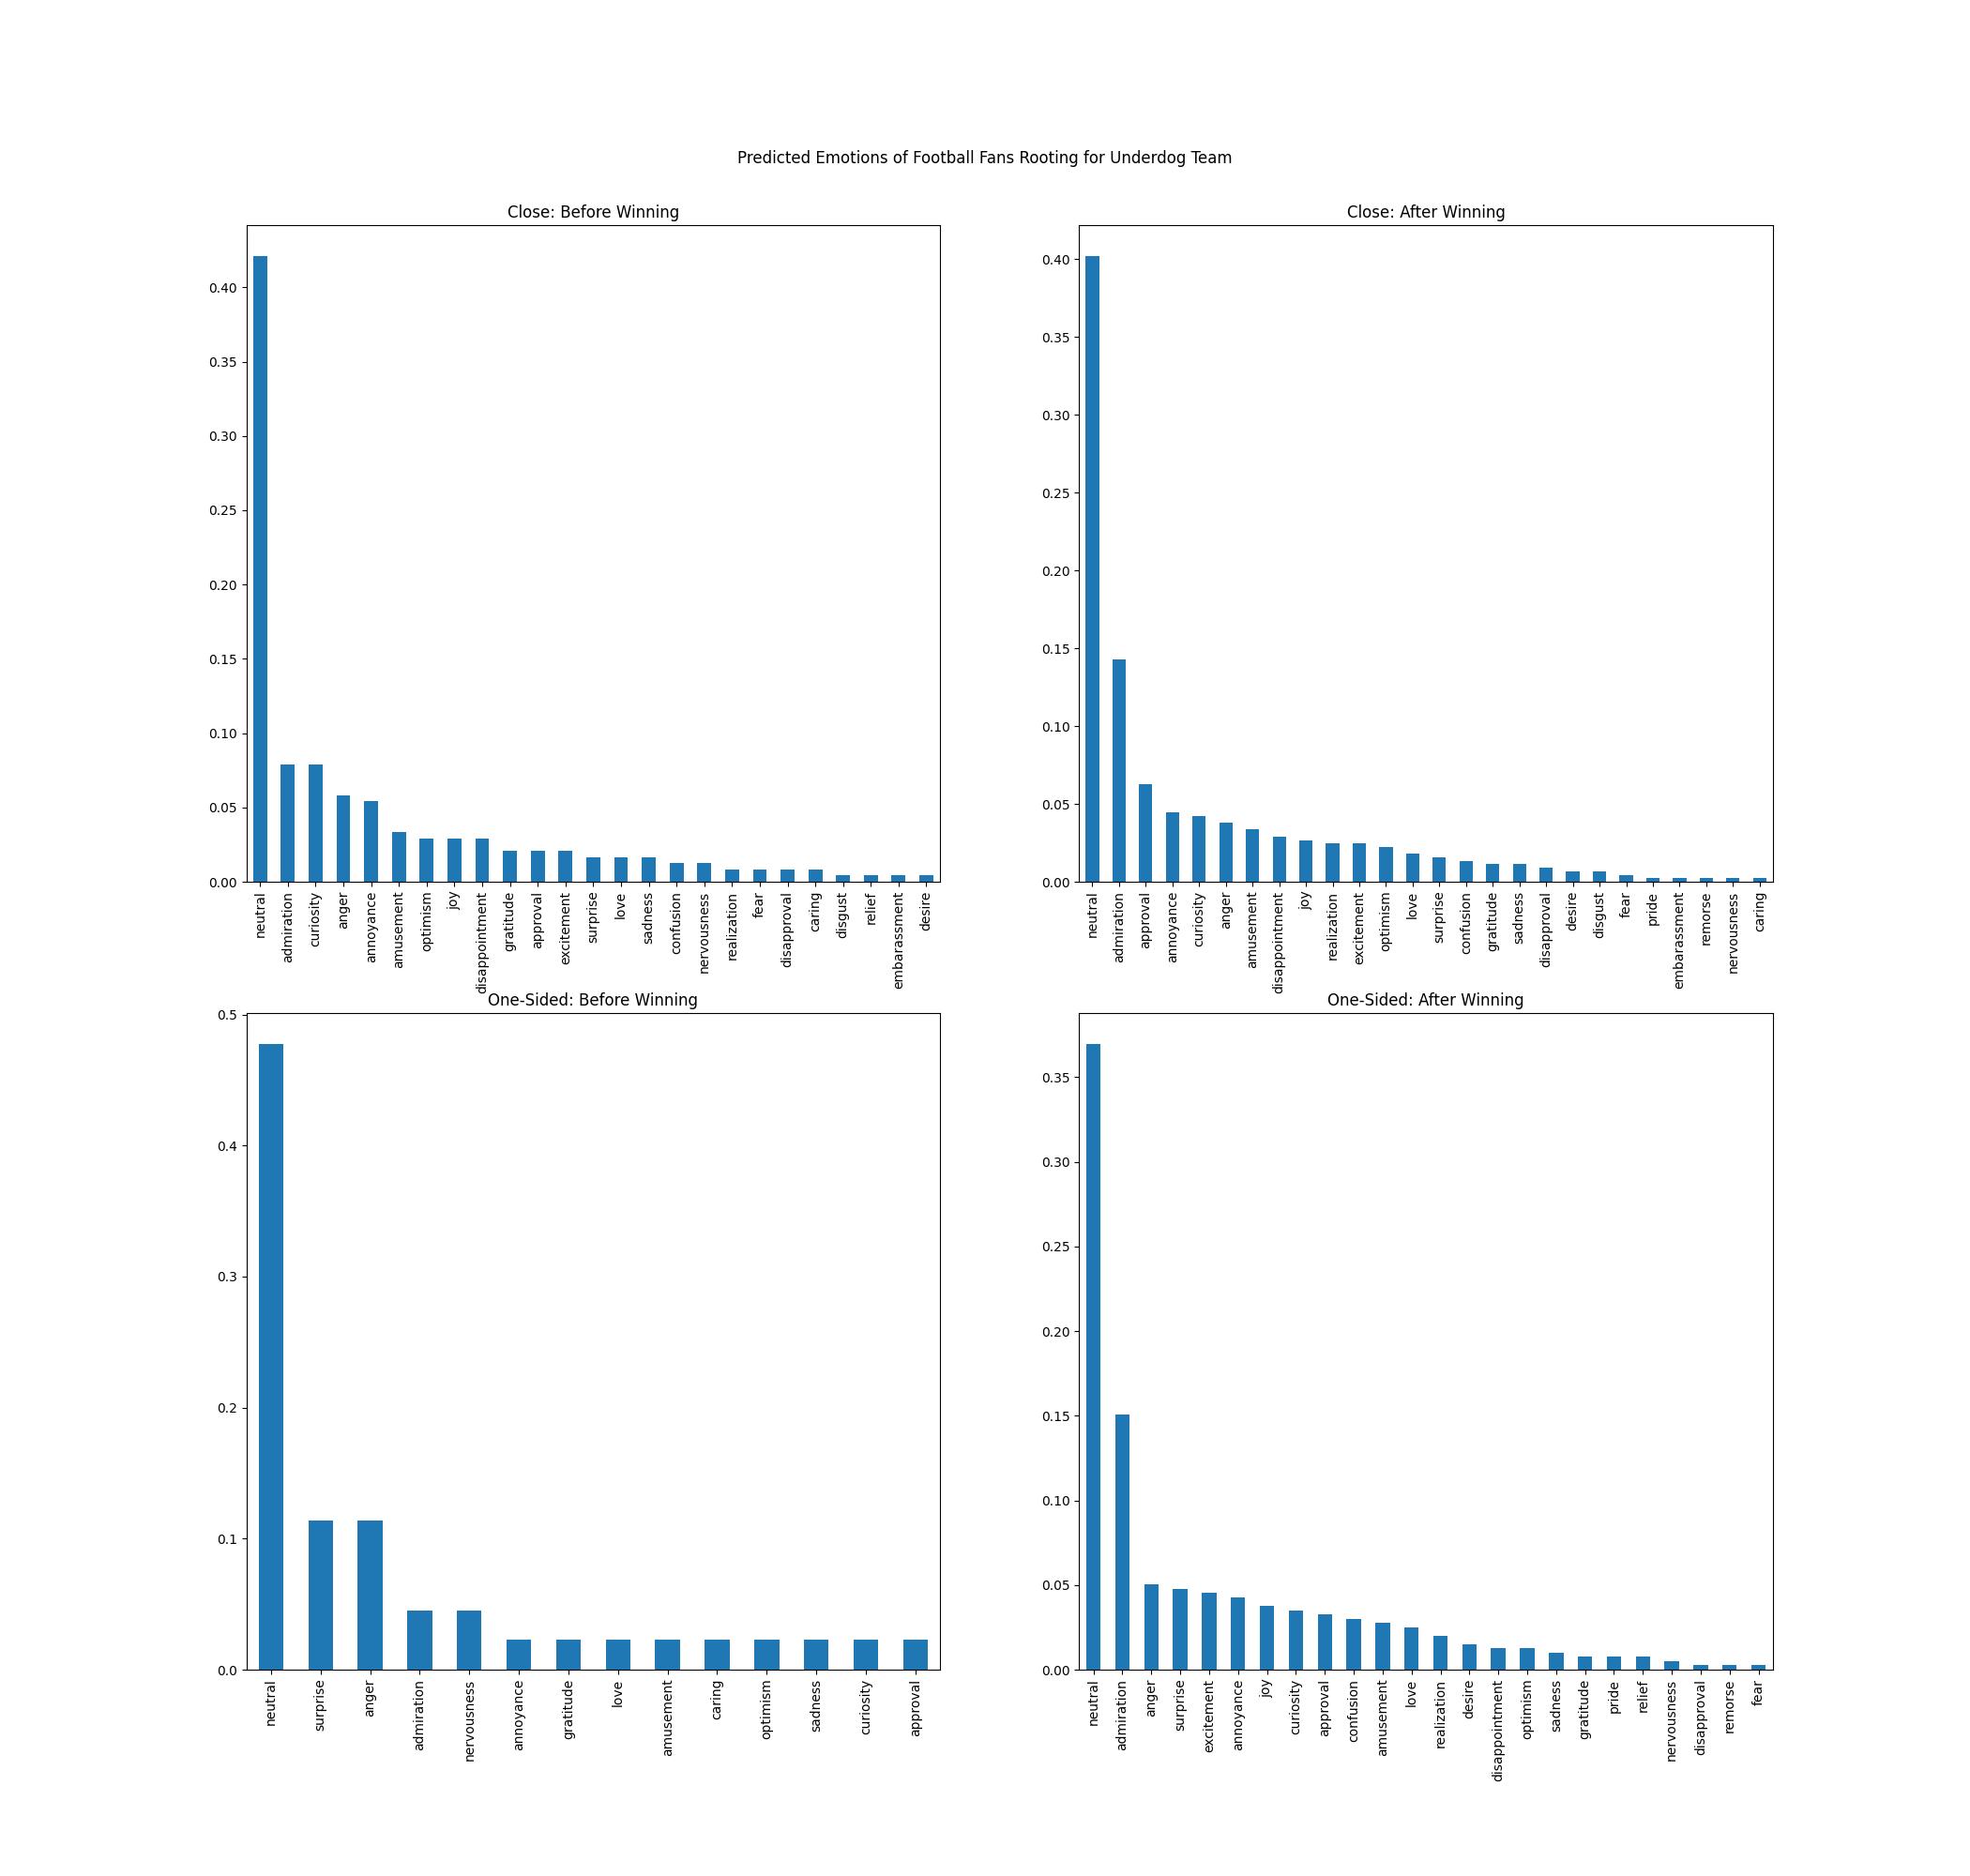 Predicted Emotions of Football Fans Rooting for Underdog Team
Close: Before Winning
0.40
0.35
0.30
0.25
0.20
0.15
0.10
0.05
0.00
neutral
admiration
curiosity
anger
annoyance
amusement
optimism
joy
disappointment
gratitude
approval
excitement
surprise
love
sadness
confusion
nervousness
realization
fear
disapproval
caring
disgust
relief
embarassment
desire
Close: After Winning
0.40
0.35
0.30
0.25
0.20
0.15
0.10
0.05
0.00
neutral
admiration
approval
annoyance
curiosity
anger
amusement
disappointment
joy
realization
excitement
optimism
love
surprise
confusion
gratitude
sadness
disapproval
desire
disgust
fear
pride
embarassment
remorse
nervousness
caring
One-Sided: Before Winning
0.5
0.4
0.3
0.2
0.1
0.0
neutral
surprise
anger
admiration
nervousness
annoyance
gratitude
love
amusement
caring
optimism
sadness
curiosity
approval
One-Sided: After Winning
0.35
0.30
0.25
0.20
0.15
0.10
0.05
0.00
neutral
admiration
anger
surprise
excitement
annoyance
joy
curiosity
approval
confusion
amusement
love
realization
desire
disappointment
optimism
sadness
gratitude
pride
relief
nervousness
disapproval
remorse
fear